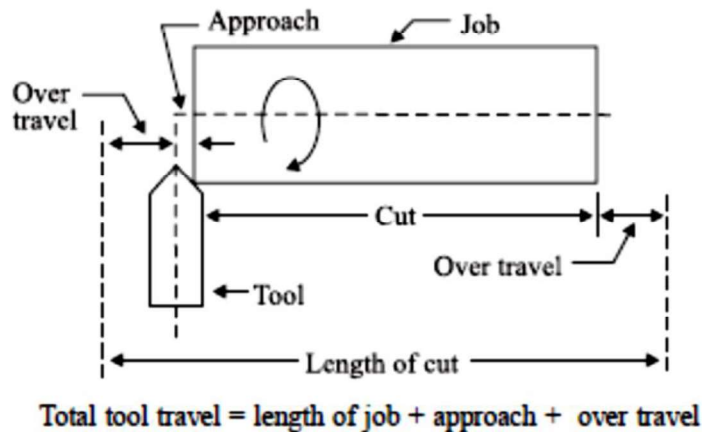 Approach
Job
Over
travel
Cut
Over travel
Tool
Length of cut
Total tool travel = length of job + approach + over travel